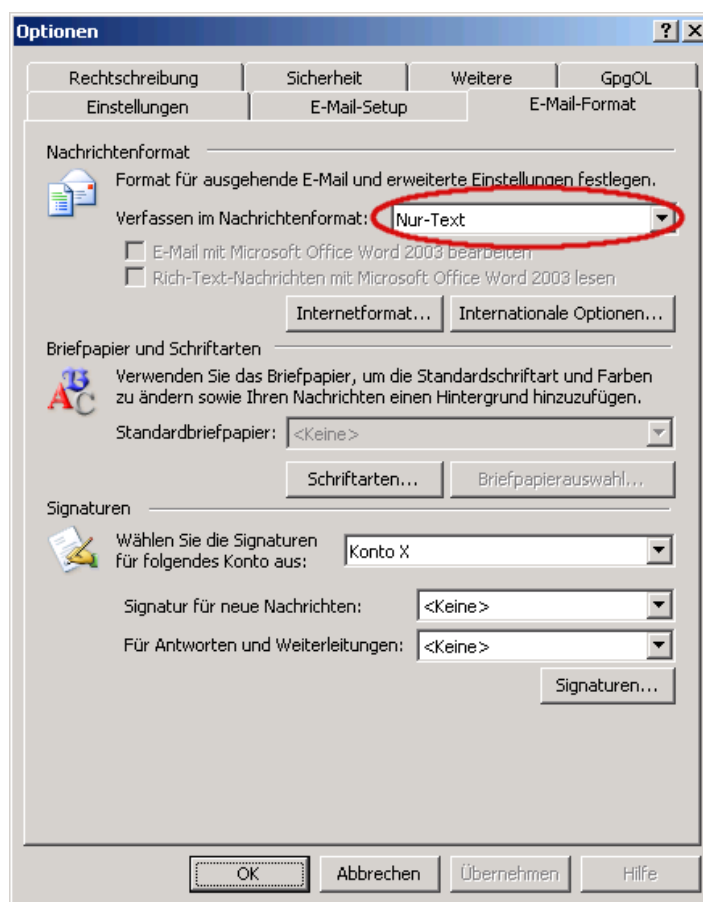 Optionen
Rechtschreibung Sicherheit Weitere GpgOL
Einstellungen E-Mail-Setup E-Mail-Format
Nachrichtenformat
Format für ausgehende E-Mail und erweiterte Einstellungen festlegen.
Verfassen im Nachrichtenformat: Nur-Text
E-Mail mit Microsoft Office Word 2003 bearbeiten
Rich-Text-Nachrichten mit Microsoft Office Word 2003 lesen
Internetformat... Internationale Optionen...
Briefpapier und Schriftarten
Verwenden Sie das Briefpapier, um die Standardschriftart und Farben
zu ändern sowie Ihren Nachrichten einen Hintergrund hinzuzufügen.
Standardbriefpapier: <Keine>
Schriftarten... Briefpapierauswahl...
Signaturen
Wählen Sie die Signaturen
für folgendes Konto aus: Konto X
Signatur für neue Nachrichten: <Keine>
Für Antworten und Weiterleitungen: <Keine>
Signaturen...
OK Abbrechen Übernehmen Hilfe